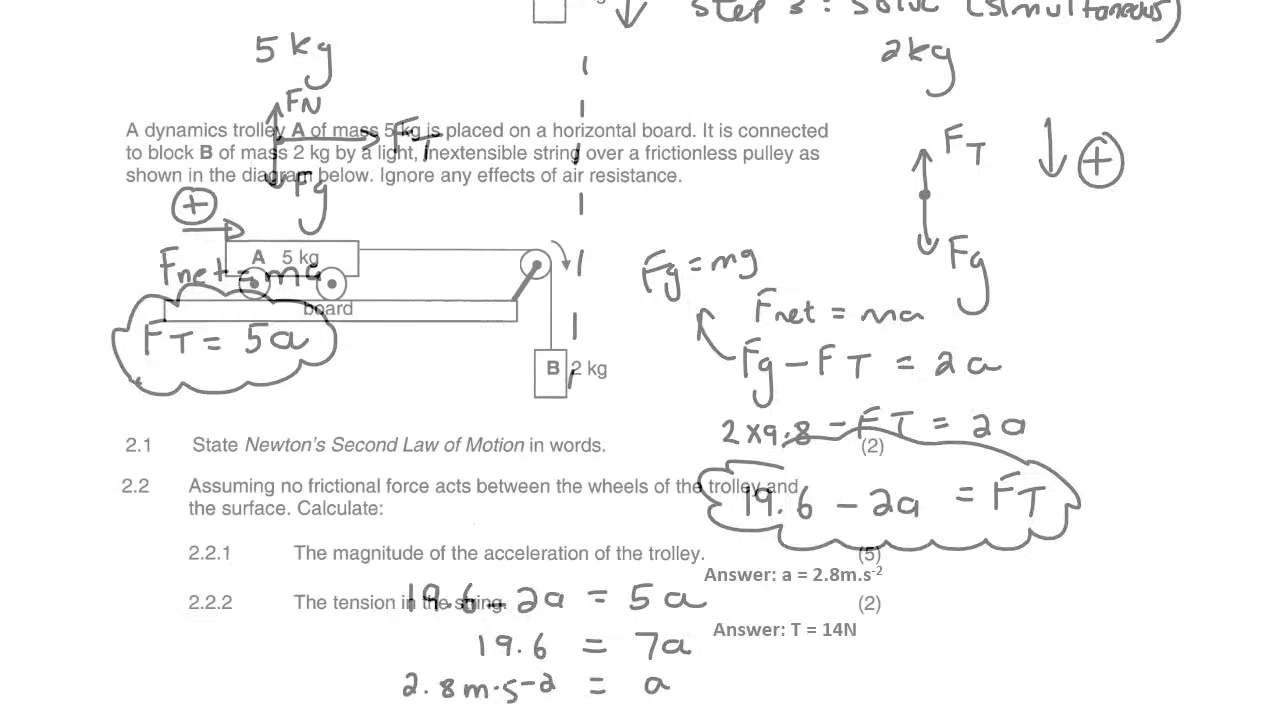 Step 3: Solve (simultaneous)
5 kg
2kg
FN
FT
Fg
FT
+
Fg
A dynamics trolley A of mass 5 kg is placed on a horizontal board. It is connected
to block B of mass 2 kg by a light, inextensible string over a frictionless pulley as
shown in the diagram below. Ignore any effects of air resistance.
+
A 5 kg
Fnet = ma
board
FT = 5a
B 2 kg
Fg = mg
Fnet = ma
Fg - FT = 2a
2×9.8 - FT = 2a
19.6 - 2a = FT
2.1 State Newton's Second Law of Motion in words. (2)
2.2 Assuming no frictional force acts between the wheels of the trolley and
the surface. Calculate:
2.2.1 The magnitude of the acceleration of the trolley. (5)
Answer: a = 2.8m.s-2
2.2.2 The tension in the string. (2)
Answer: T = 14N
19.6 - 2a = 5a
19.6 = 7a
2.8m·s-2 = a